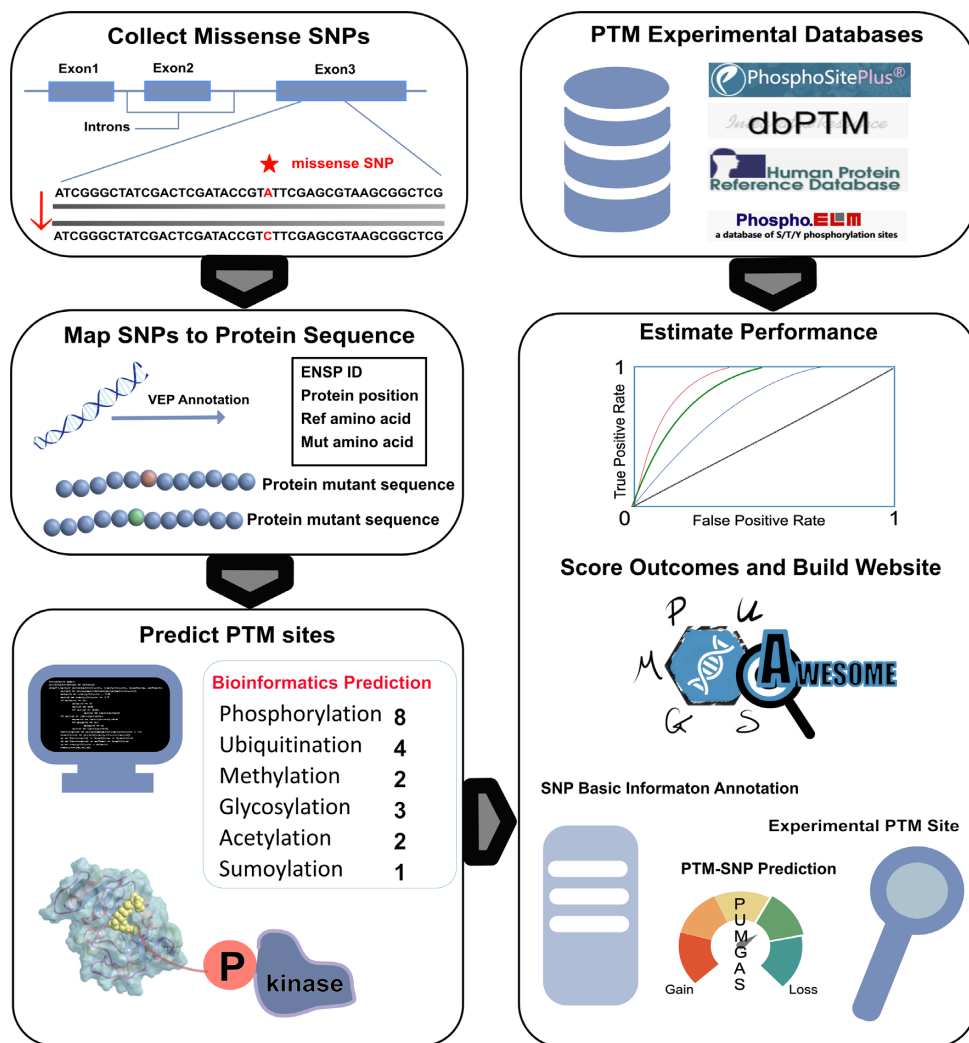 Collect Missense SNPs
Exon1
Exon2
Exon3
Introns
missense SNP
ATCGGGCTATCGACTCGATACCGTATTCGAGCGTAAGCGGCTCG
ATCGGGCTATCGACTCGATACCGTCTTCGAGCGTAAGCGGCTCG
Map SNPs to Protein Sequence
VEP Annotation
ENSP ID
Protein position
Ref amino acid
Mut amino acid
Protein mutant sequence
Protein mutant sequence
Predict PTM sites
Bioinformatics Prediction
Phosphorylation 8
Ubiquitination 4
Methylation 2
Glycosylation 3
Acetylation 2
Sumoylation 1
P
kinase
PTM Experimental Databases
PhosphoSitePlus®
dbPTM
Human Protein
Reference Database
Phospho.ELM
a database of S/T/Y phosphorylation sites
Estimate Performance
1
True Positive Rate
0
False Positive Rate
1
Score Outcomes and Build Website
P
U
M
G
S
AWESOME
SNP Basic Informaton Annotation
Experimental PTM Site
PTM-SNP Prediction
PUMGAS
Gain
Loss